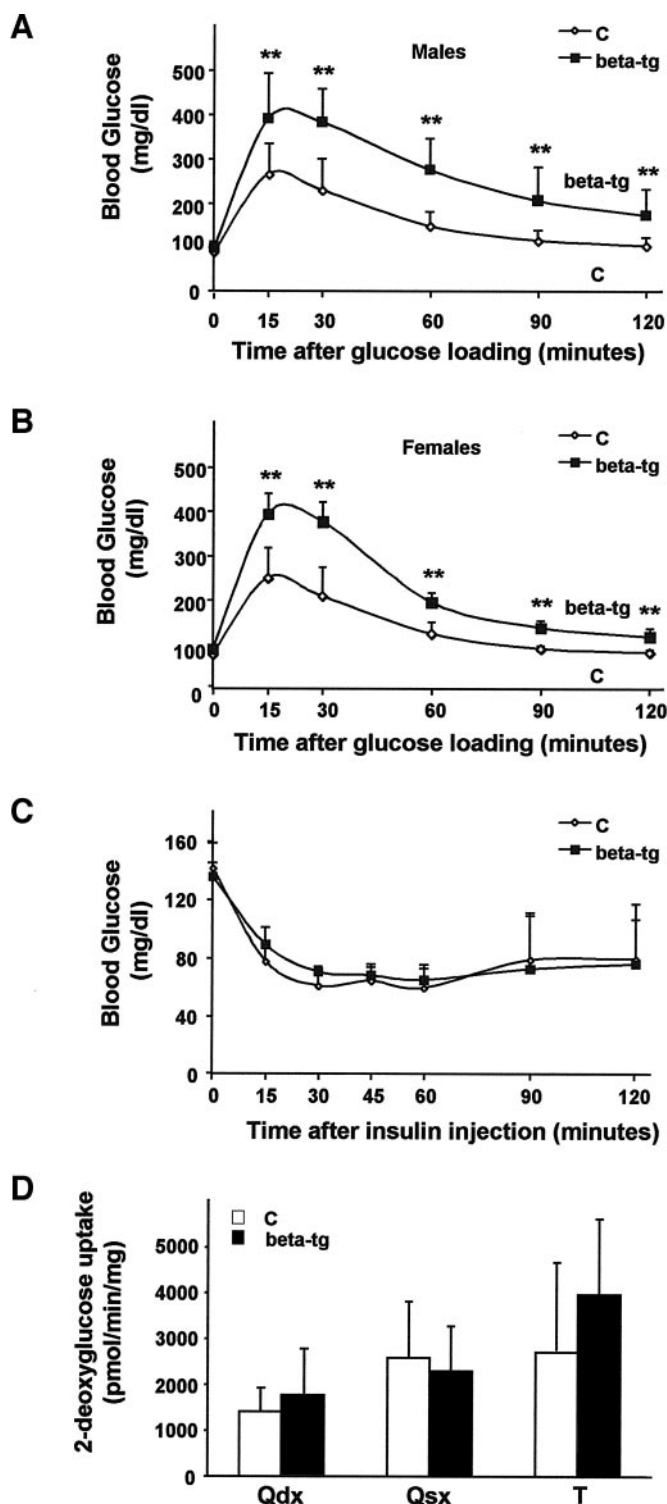 A
Males
C
beta-tg
Blood Glucose
(mg/dl)
500
400
300
200
100
0
**
**
**
**
**
beta-tg
C
0 15 30 60 90 120
Time after glucose loading (minutes)
B
Females
C
beta-tg
Blood Glucose
(mg/dl)
500
400
300
200
100
0
**
**
**
**
**
beta-tg
C
0 15 30 60 90 120
Time after glucose loading (minutes)
C
C
beta-tg
Blood Glucose
(mg/dl)
160
120
80
40
0
0 15 30 45 60 90 120
Time after insulin injection (minutes)
D
C
beta-tg
2-deoxyglucose uptake
(pmol/min/mg)
5000
4000
3000
2000
1000
0
Qdx Qsx T